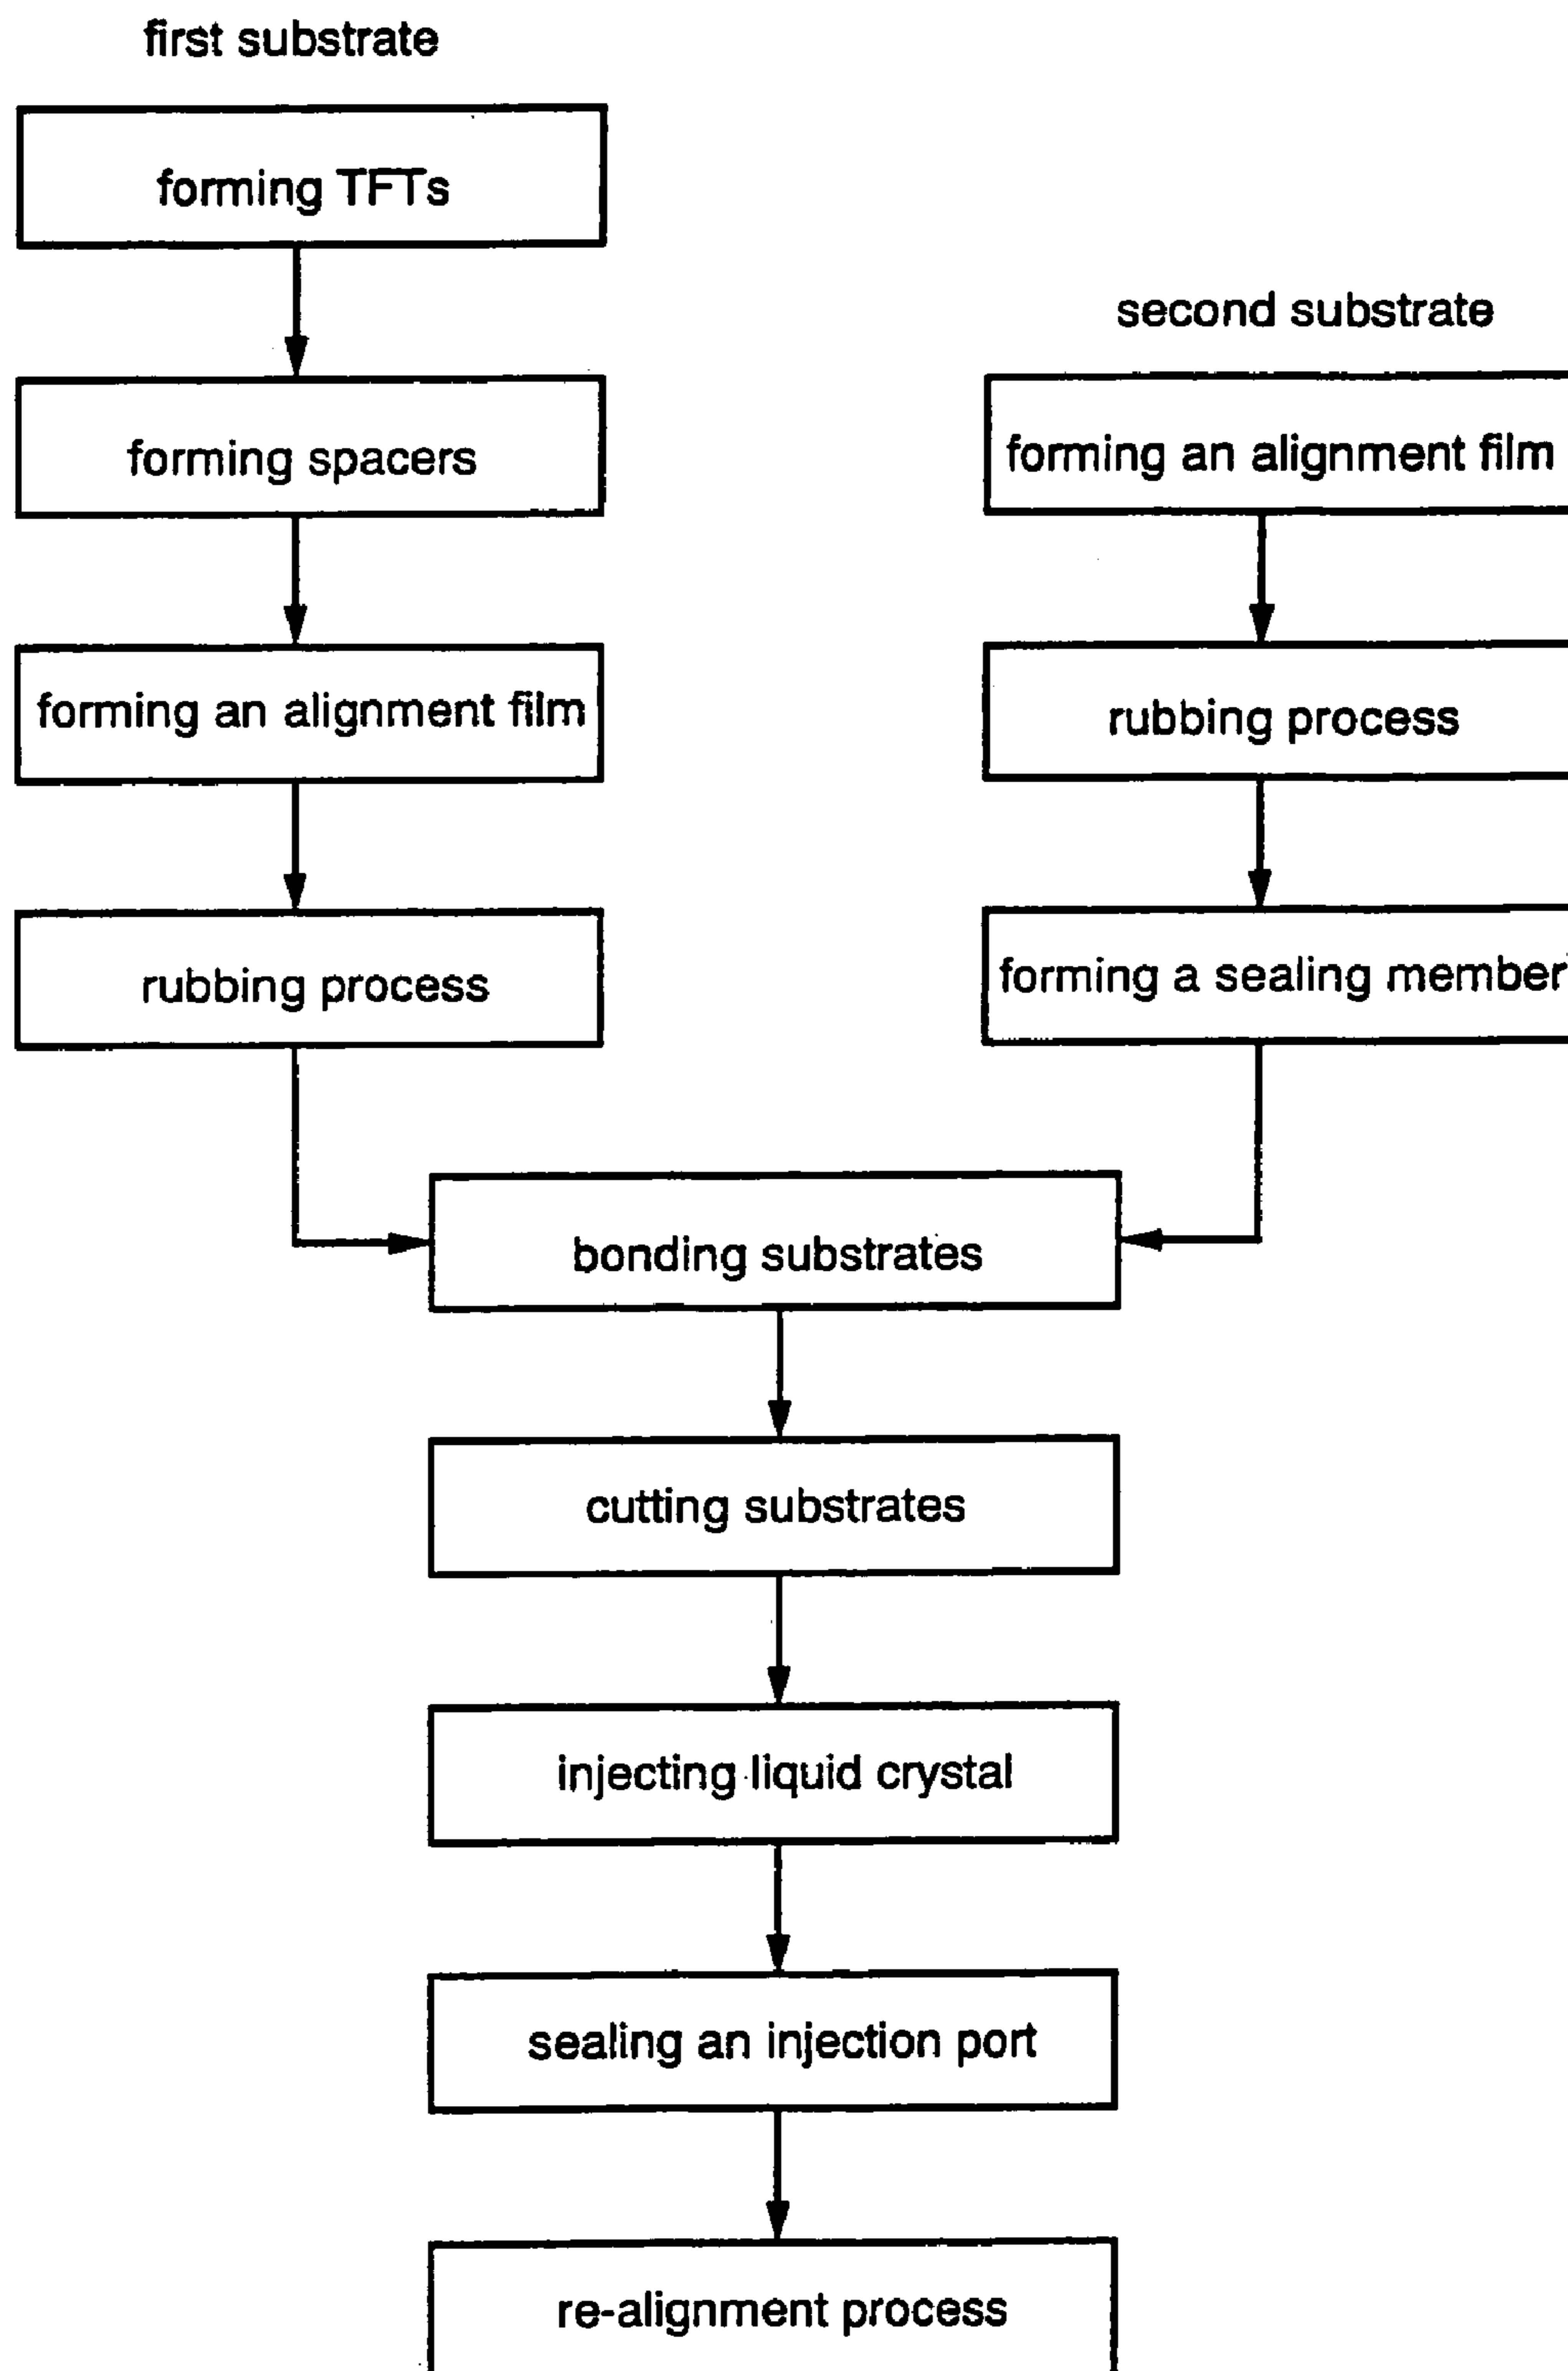 first substrate
forming TFTs
forming spacers
forming an alignment film
rubbing process
second substrate
forming an alignment film
rubbing process
forming a sealing member
bonding substrates
cutting substrates
injecting liquid crystal
sealing an injection port
re-alignment process